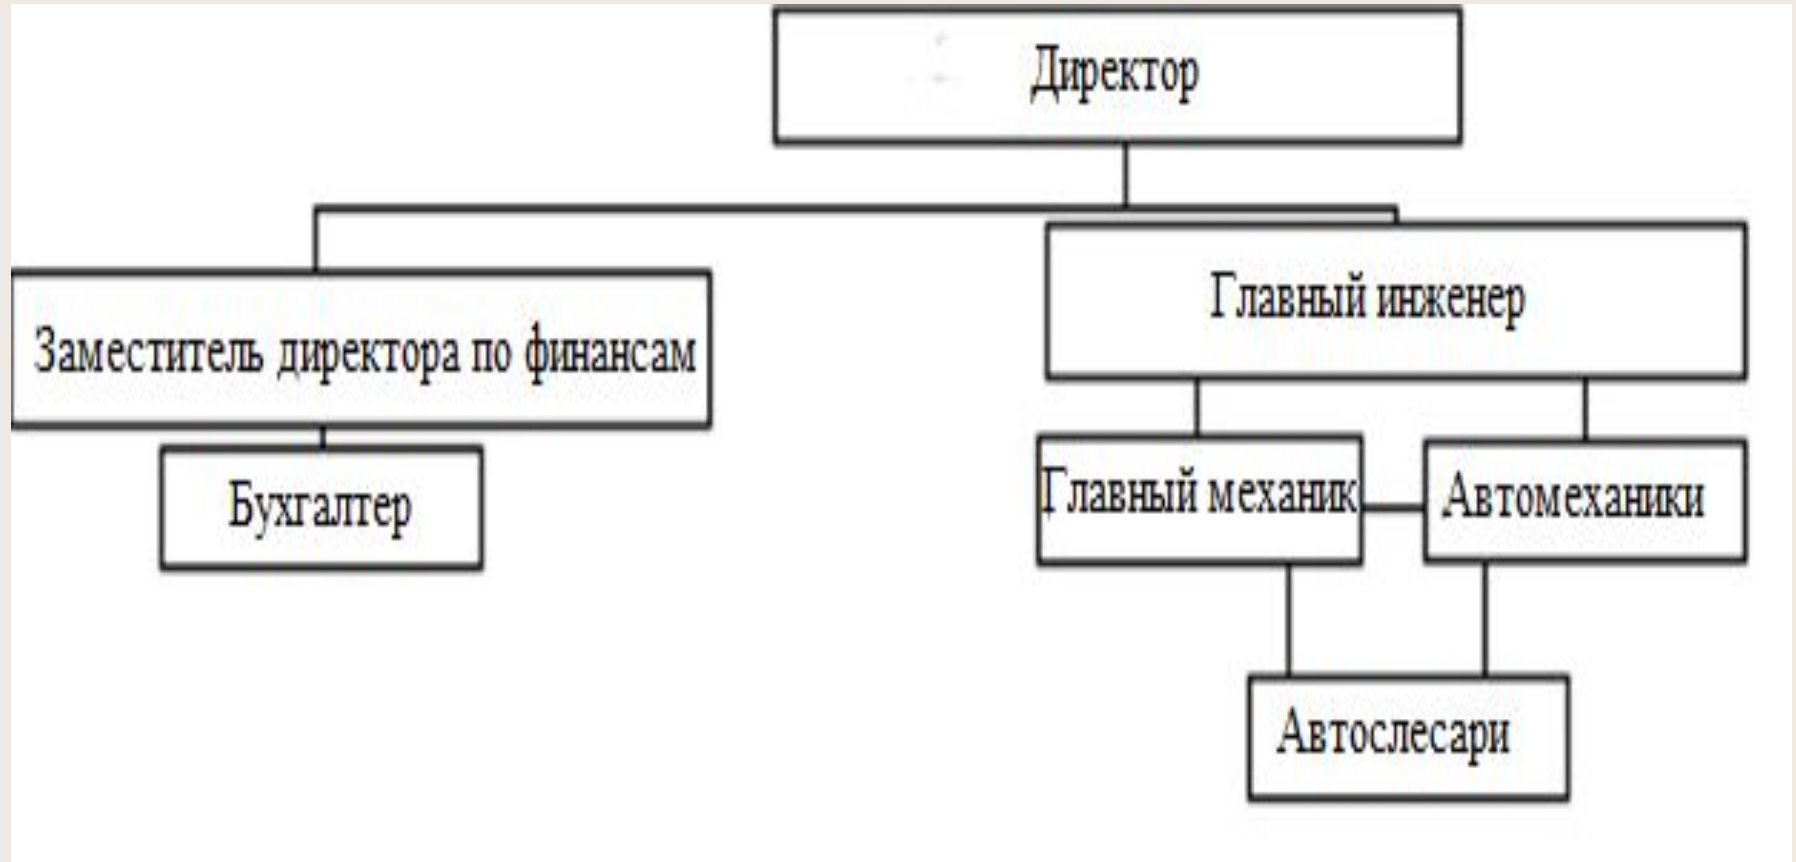 Директор
Заместитель директора по финансам
Главный инженер
Бухгалтер
Главный механик
Автомеханики
Автослесари